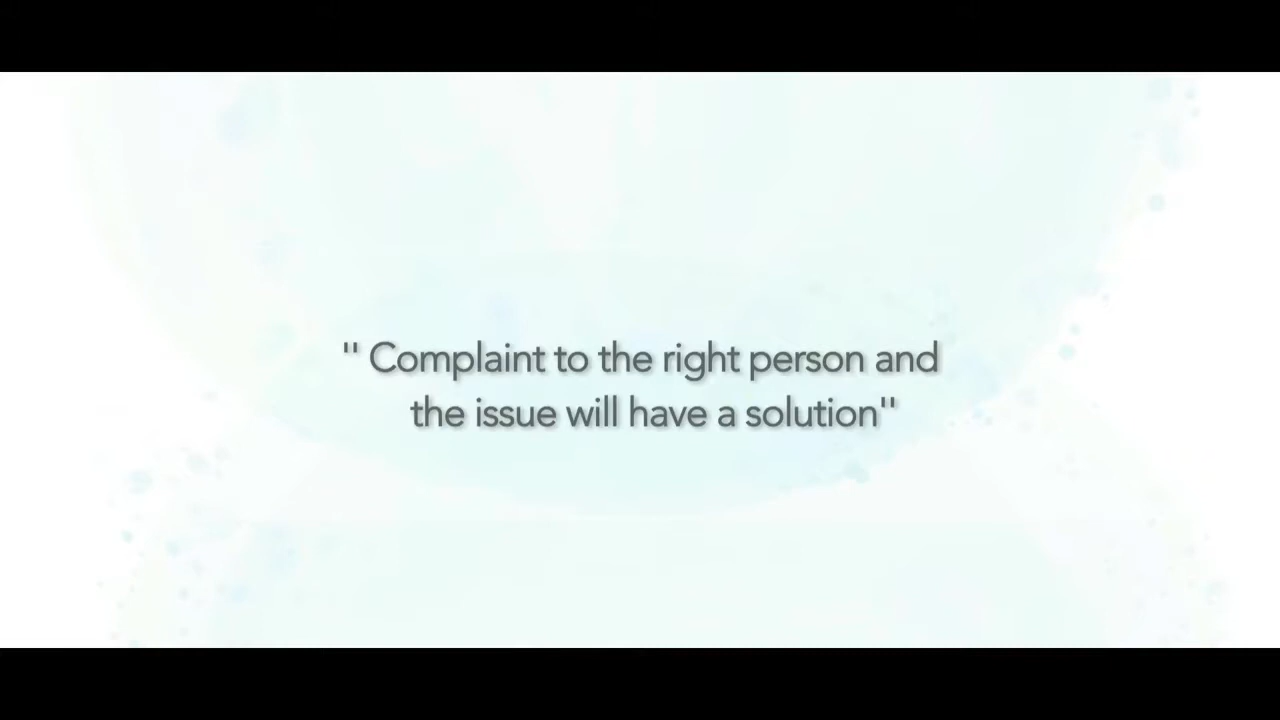 " Complaint to the right person and
the issue will have a solution"